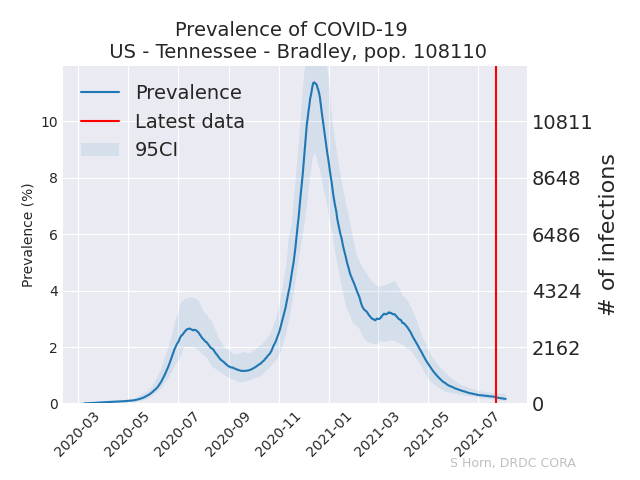 Prevalence of COVID-19
US - Tennessee - Bradley, pop. 108110
Prevalence
Latest data
95CI
Prevalence (%)
10
8
6
4
2
0
10811
8648
6486
4324
2162
0
# of infections
2020-03
2020-05
2020-07
2020-09
2020-11
2021-01
2021-03
2021-05
2021-07
S Horn, DRDC CORA